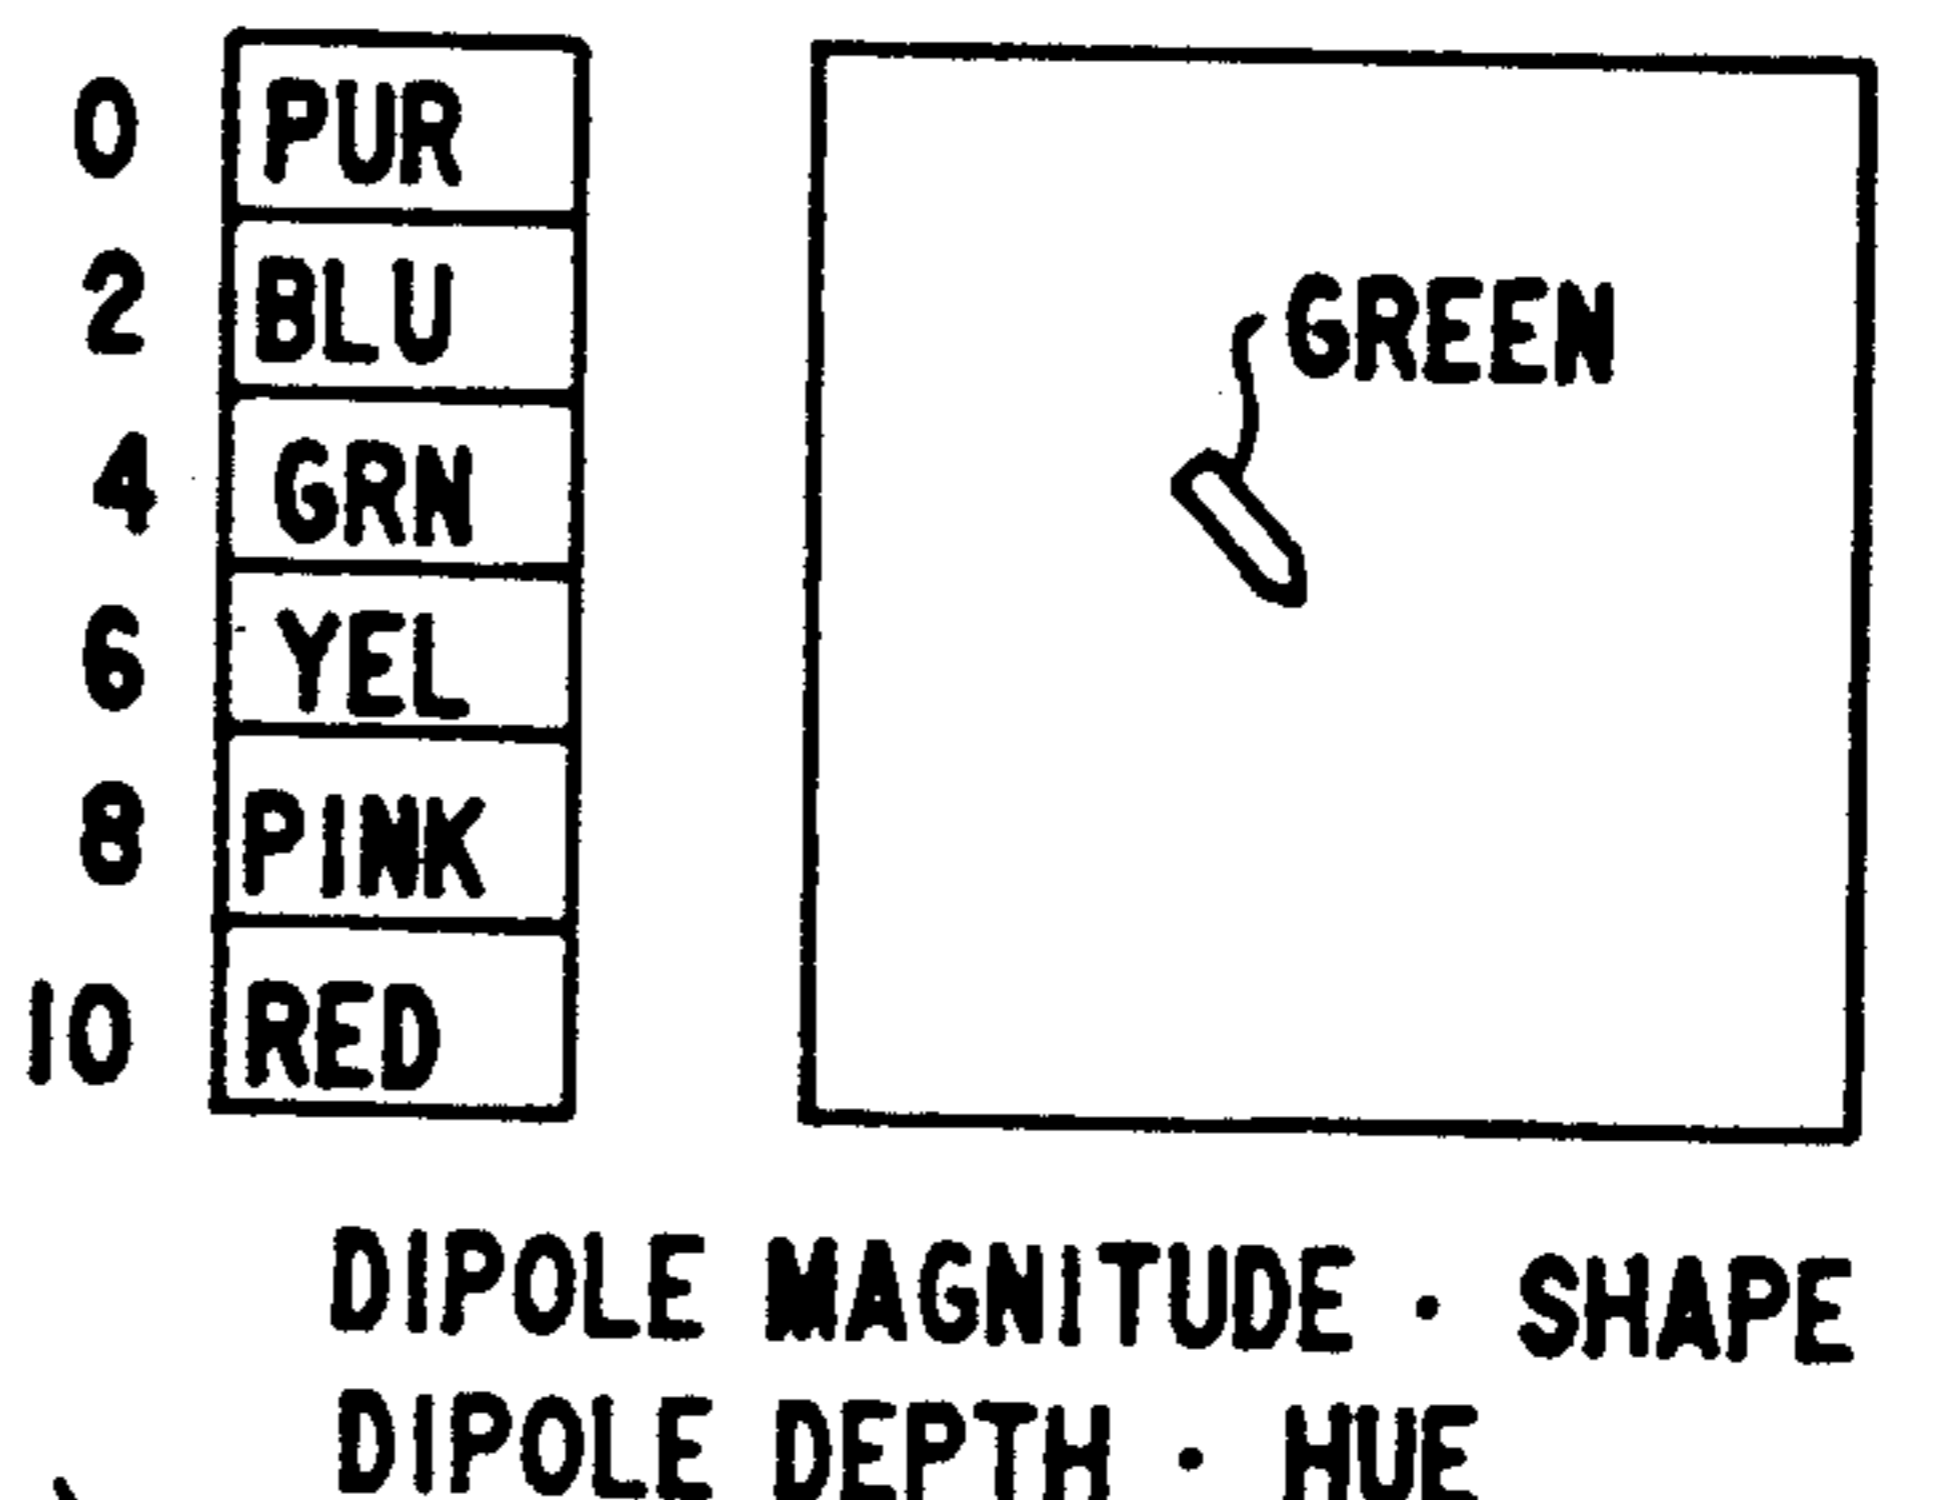 0 PUR
2 BLU
GREEN
4 GRN
6 YEL
8 PINK
10 RED
DIPOLE MAGNITUDE · SHAPE
DIPOLE DEPTH · HUE